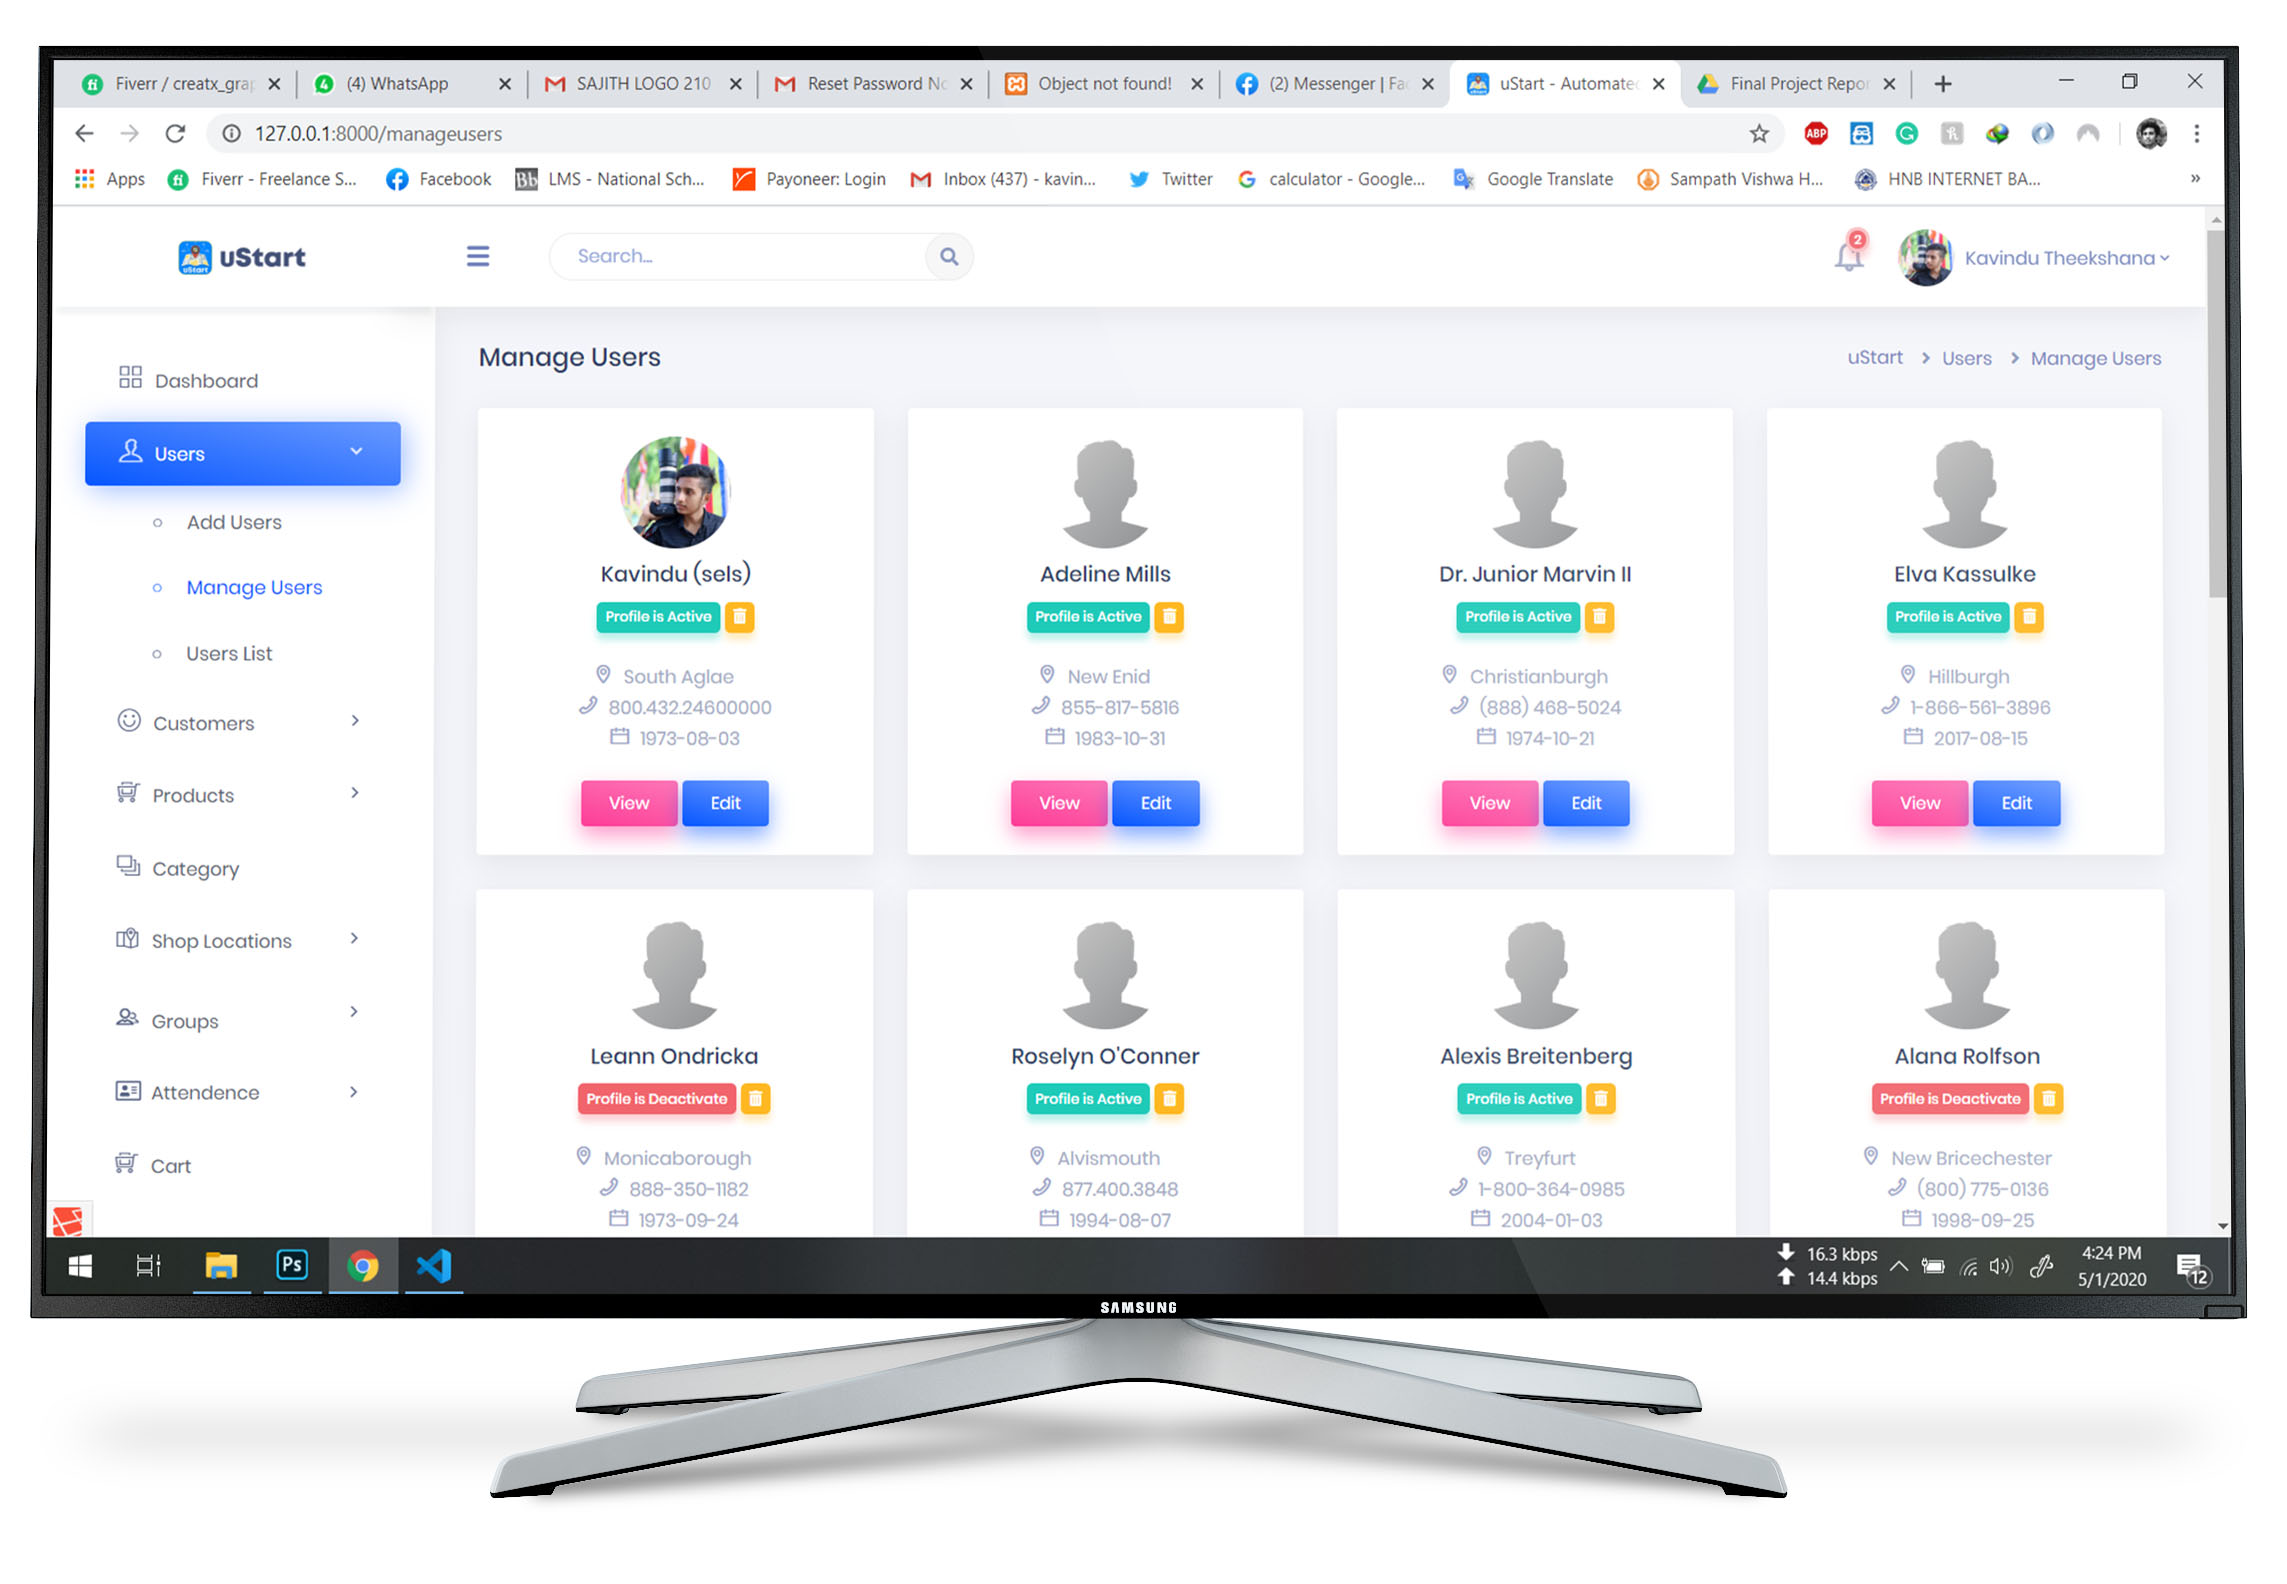 Fiverr / creatx_grap
(4) WhatsApp
SAJITH LOGO 210
Reset Password No
Object not found!
(2) Messenger | Fac
uStart - Automated
Final Project Repor
127.0.0.1:8000/manageusers
ABP
Apps
Fiverr - Freelance S...
Facebook
Bb
LMS - National Sch...
Payoneer: Login
Inbox (437) - kavin...
Twitter
calculator - Google...
Google Translate
Sampath Vishwa H...
HNB INTERNET BA...
»
uStart
uStart
Search...
2
Kavindu Theekshana
Manage Users
uStart > Users > Manage Users
Dashboard
Users
Add Users
Manage Users
Users List
Customers
Products
Category
Shop Locations
Groups
Attendence
Cart
Kavindu (sels)
Profile is Active
South Aglae
800.432.24600000
1973-08-03
View Edit
Adeline Mills
Profile is Active
New Enid
855-817-5816
1983-10-31
View Edit
Dr. Junior Marvin II
Profile is Active
Christianburgh
(888) 468-5024
1974-10-21
View Edit
Elva Kassulke
Profile is Active
Hillburgh
1-866-561-3896
2017-08-15
View Edit
Leann Ondricka
Profile is Deactivate
Monicaborough
888-350-1182
1973-09-24
Roselyn O'Conner
Profile is Active
Alvismouth
877.400.3848
1994-08-07
Alexis Breitenberg
Profile is Active
Treyfurt
1-800-364-0985
2004-01-03
Alana Rolfson
Profile is Deactivate
New Bricechester
(800) 775-0136
1998-09-25
Ps
16.3 kbps
14.4 kbps
4:24 PM
5/1/2020
12
SAMSUNG